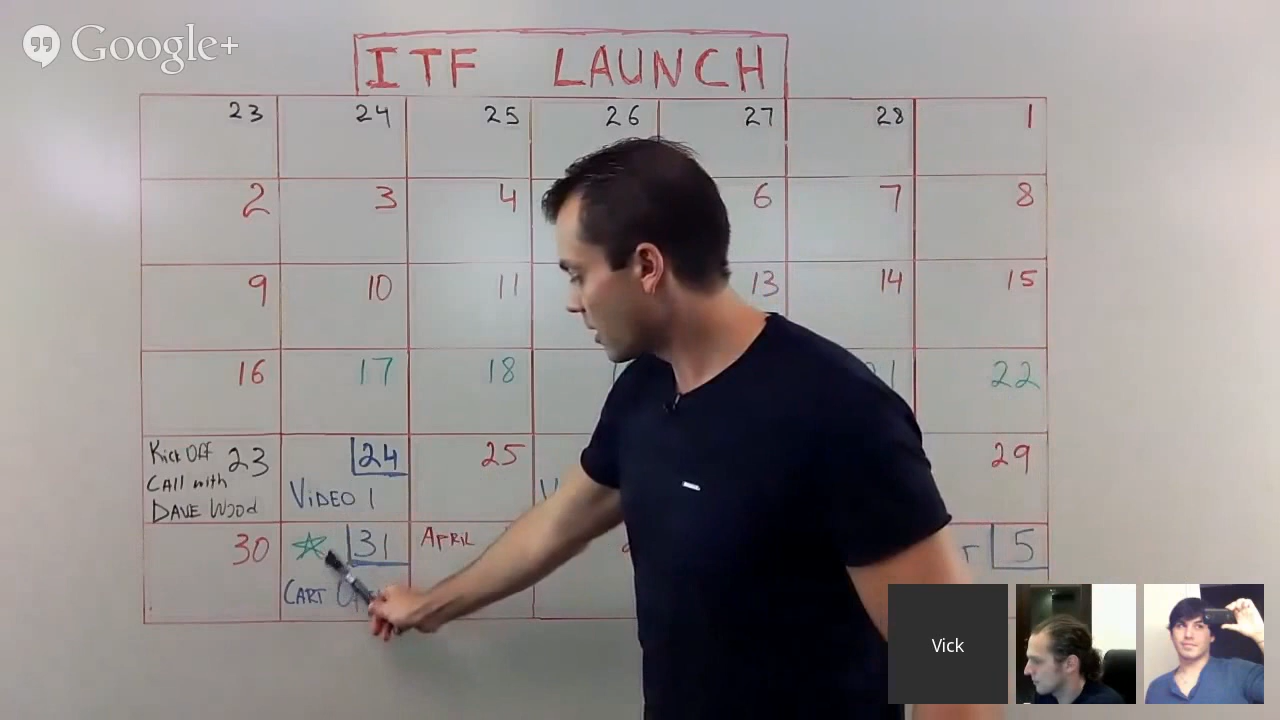 Google+
ITF LAUNCH
23 24 25 26 27 28 1
2 3 4 6 7 8
9 10 11 13 14 15
16 17 18 22
Kick Off 23 24 25 29
Call with
Dave Wood
Video 1
30 31 April 5
Cart
Vick